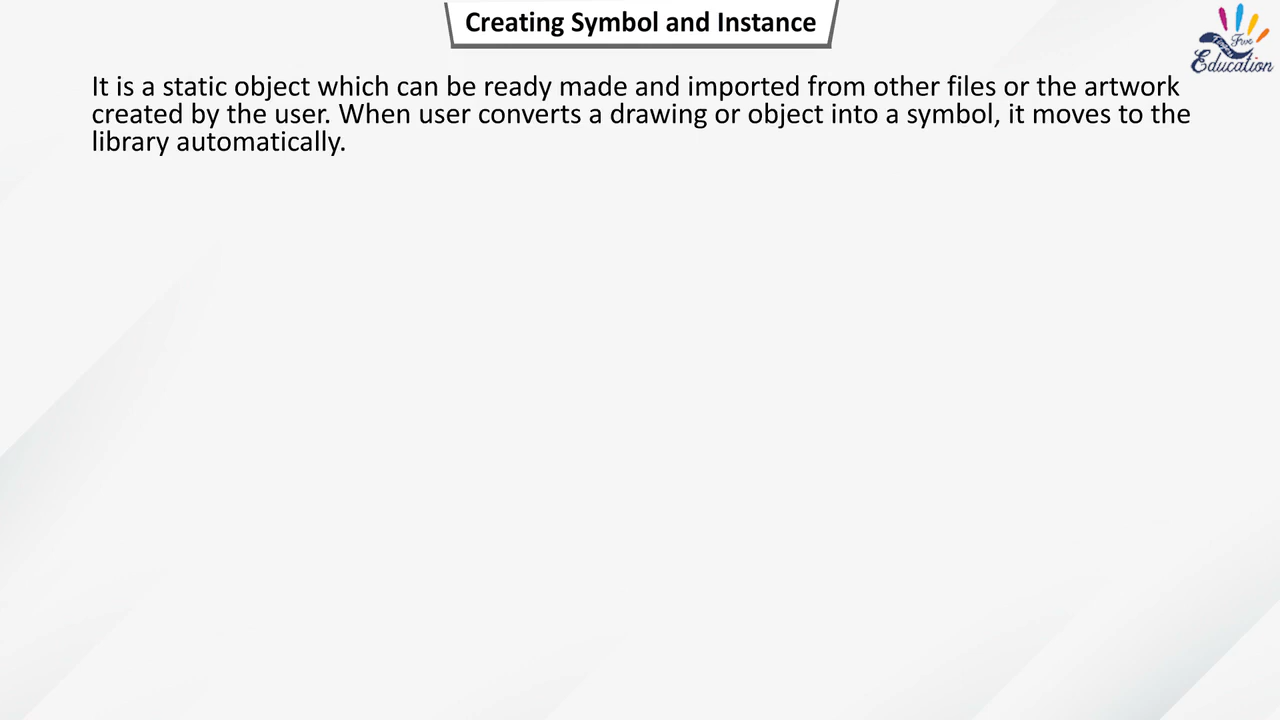 Creating Symbol and Instance
Five
Education
It is a static object which can be ready made and imported from other files or the artwork
created by the user. When user converts a drawing or object into a symbol, it moves to the
library automatically.